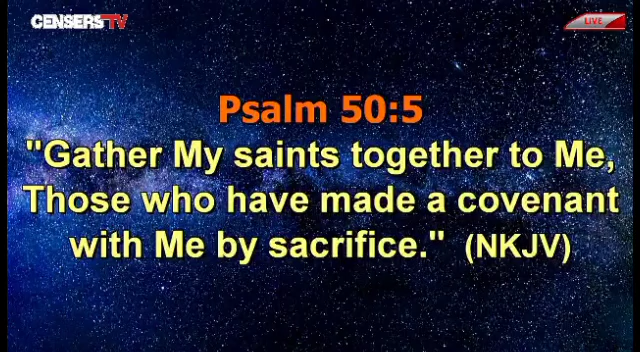 CENSERSTV
LIVE
Psalm 50:5
"Gather My saints together to Me,
Those who have made a covenant
with Me by sacrifice." (NKJV)